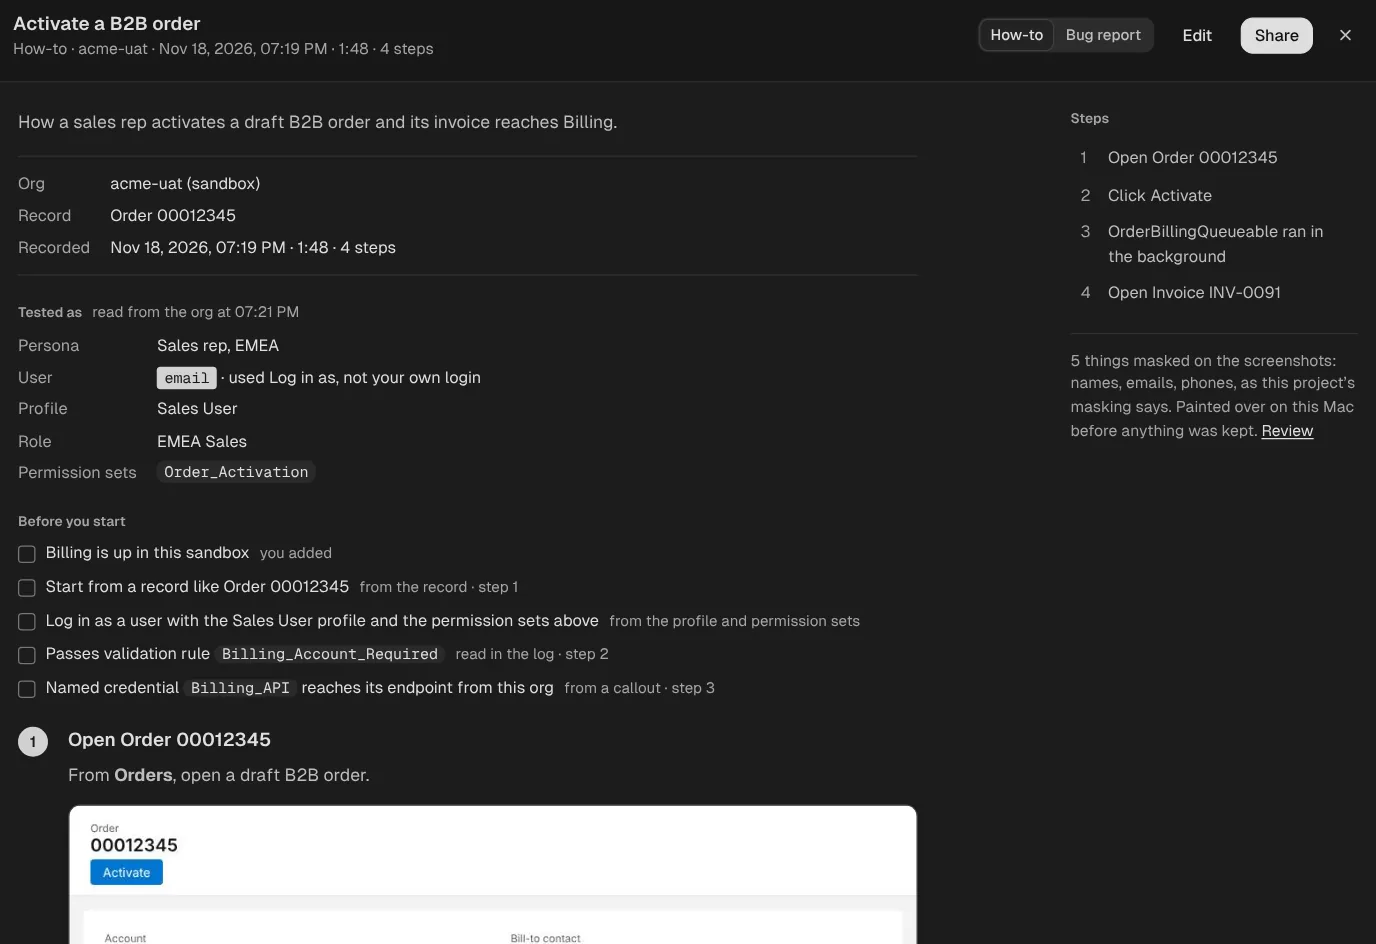 Activate a B2B order
How-to · acme-uat · Nov 18, 2026, 07:19 PM · 1:48 · 4 steps
How-to
Bug report
Edit
Share
How a sales rep activates a draft B2B order and its invoice reaches Billing.
Org acme-uat (sandbox)
Record Order 00012345
Recorded Nov 18, 2026, 07:19 PM · 1:48 · 4 steps
Tested as read from the org at 07:21 PM
Persona Sales rep, EMEA
User email · used Log in as, not your own login
Profile Sales User
Role EMEA Sales
Permission sets Order_Activation
Before you start
Billing is up in this sandbox you added
Start from a record like Order 00012345 from the record · step 1
Log in as a user with the Sales User profile and the permission sets above from the profile and permission sets
Passes validation rule Billing_Account_Required read in the log · step 2
Named credential Billing_API reaches its endpoint from this org from a callout · step 3
1 Open Order 00012345
From Orders, open a draft B2B order.
Order
00012345
Activate
Account
Bill-to contact
Steps
1 Open Order 00012345
2 Click Activate
3 OrderBillingQueueable ran in
the background
4 Open Invoice INV-0091
5 things masked on the screenshots:
names, emails, phones, as this project's
masking says. Painted over on this Mac
before anything was kept. Review